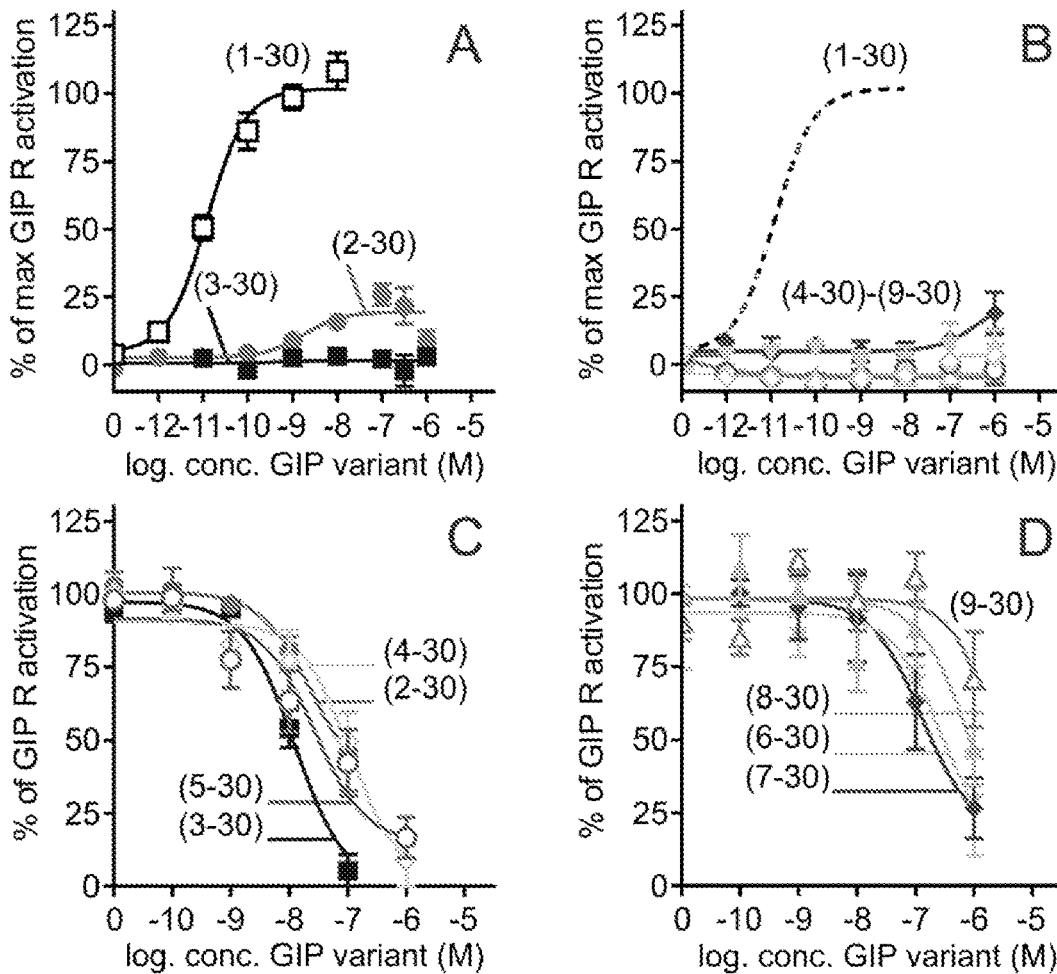 A
% of max GIP R activation
125
100
75
50
25
0
(1-30)
(2-30)
(3-30)
0 -12 -11 -10 -9 -8 -7 -6 -5
log. conc. GIP variant (M)
B
% of max GIP R activation
125
100
75
50
25
0
(1-30)
(4-30)-(9-30)
0 -12 -11 -10 -9 -8 -7 -6 -5
log. conc. GIP variant (M)
C
% of GIP R activation
125
100
75
50
25
0
(4-30)
(2-30)
(5-30)
(3-30)
0 -10 -9 -8 -7 -6 -5
log. conc. GIP variant (M)
D
% of GIP R activation
125
100
75
50
25
0
(9-30)
(8-30)
(6-30)
(7-30)
0 -10 -9 -8 -7 -6 -5
log. conc. GIP variant (M)